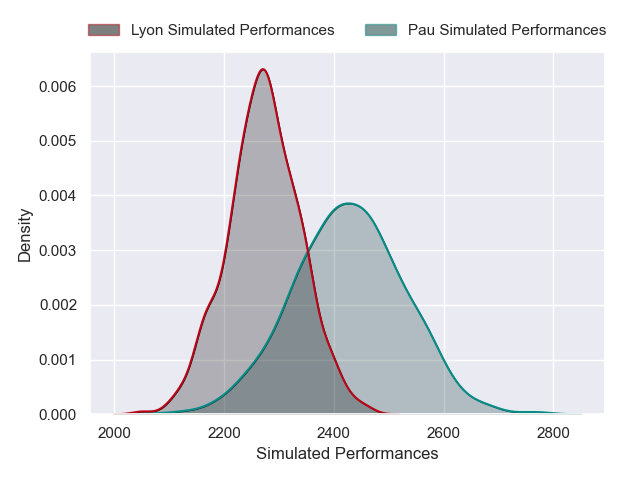 Lyon Simulated Performances Pau Simulated Performances
0.006
0.005
0.004
0.003
0.002
0.001
0.000
Density
2000 2200 2400 2600 2800
Simulated Performances